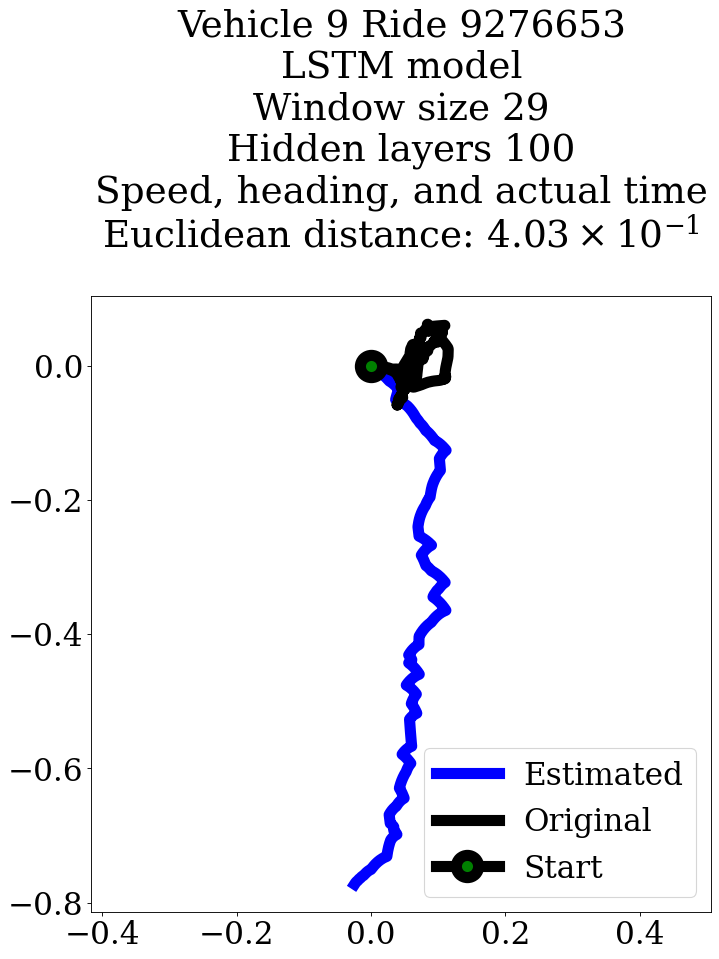 Vehicle 9 Ride 9276653
LSTM model
Window size 29
Hidden layers 100
Speed, heading, and actual time
Euclidean distance: $4.03 × 10^{-1}$
0.0
−0.2
−0.4
−0.6
−0.8
−0.4 −0.2 0.0 0.2 0.4
Estimated
Original
Start